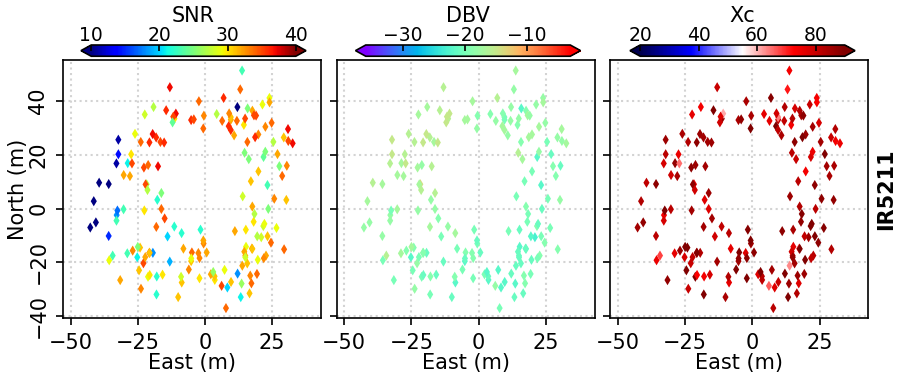 SNR DBV Xc
10 20 30 40 −30 −20 −10 20 40 60 80
40
20
0
−20
−40
North (m)
−50 −25 0 25 −50 −25 0 25 −50 −25 0 25
East (m) East (m) East (m)
IR5211